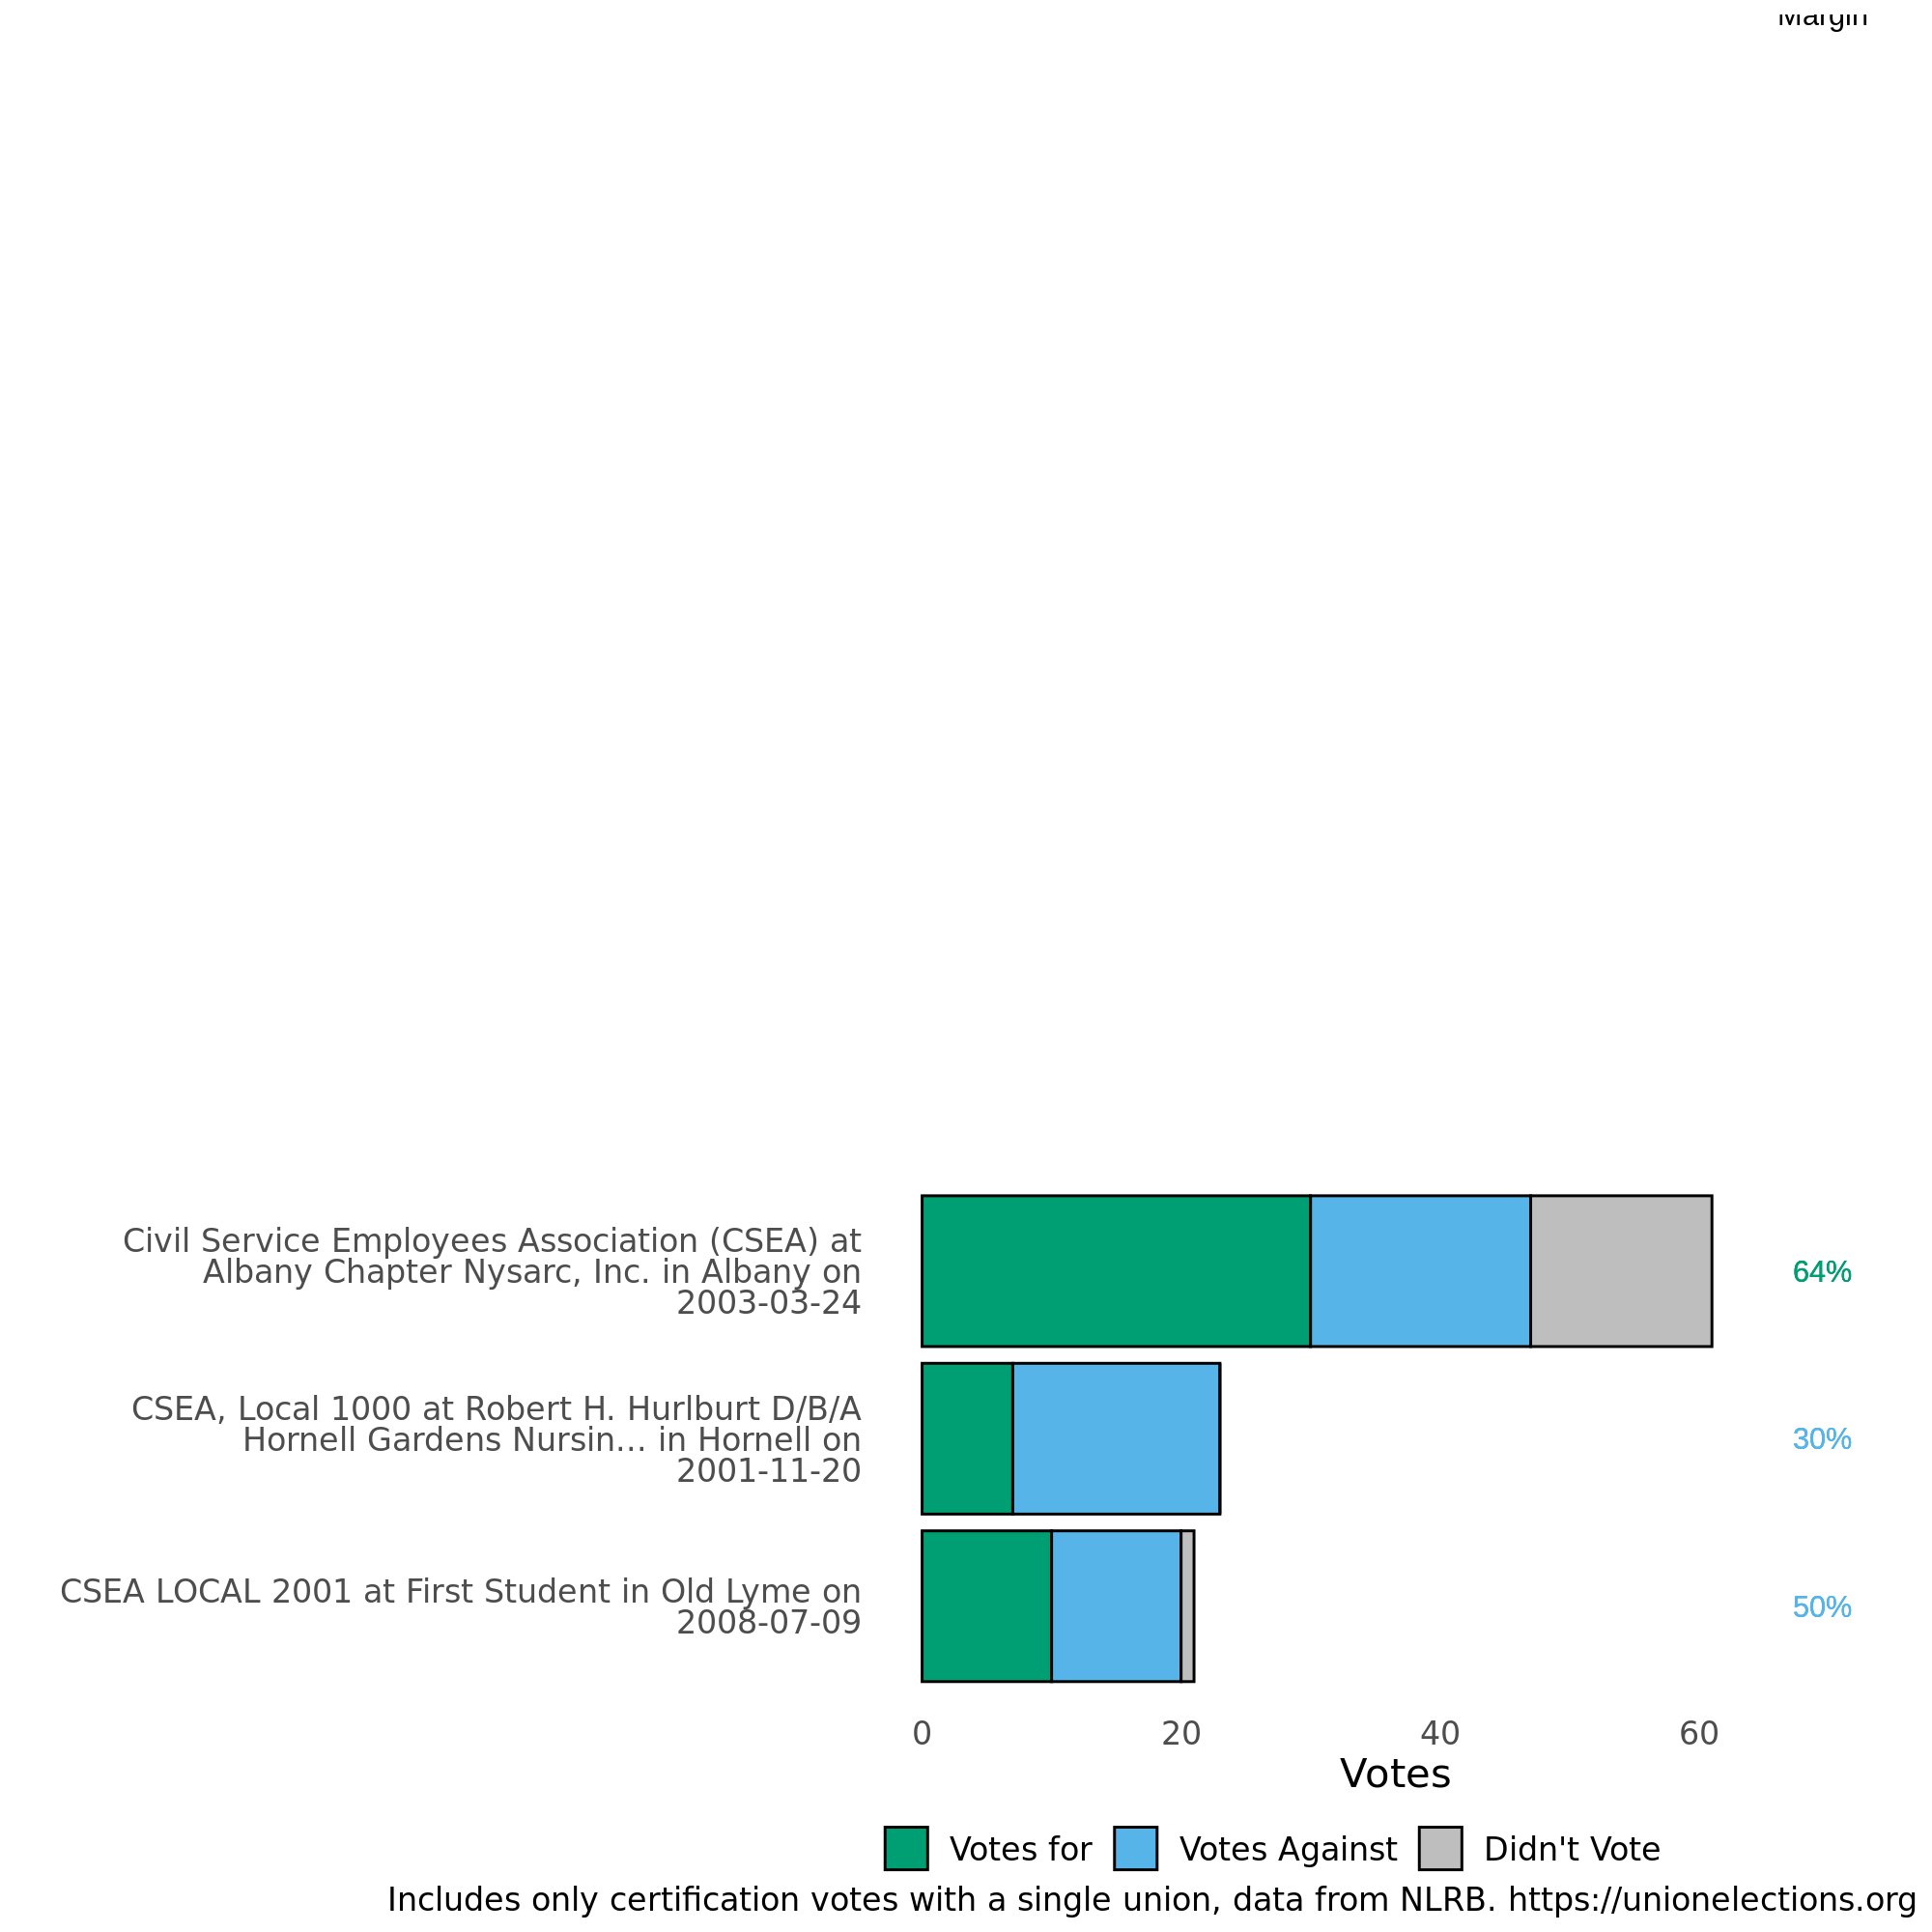 Margin
Civil Service Employees Association (CSEA) at
Albany Chapter Nysarc, Inc. in Albany on
2003-03-24
64%
CSEA, Local 1000 at Robert H. Hurlburt D/B/A
Hornell Gardens Nursin... in Hornell on
2001-11-20
30%
CSEA LOCAL 2001 at First Student in Old Lyme on
2008-07-09
50%
0 20 40 60
Votes
Votes for Votes Against Didn't Vote
Includes only certification votes with a single union, data from NLRB. https://unionelections.org